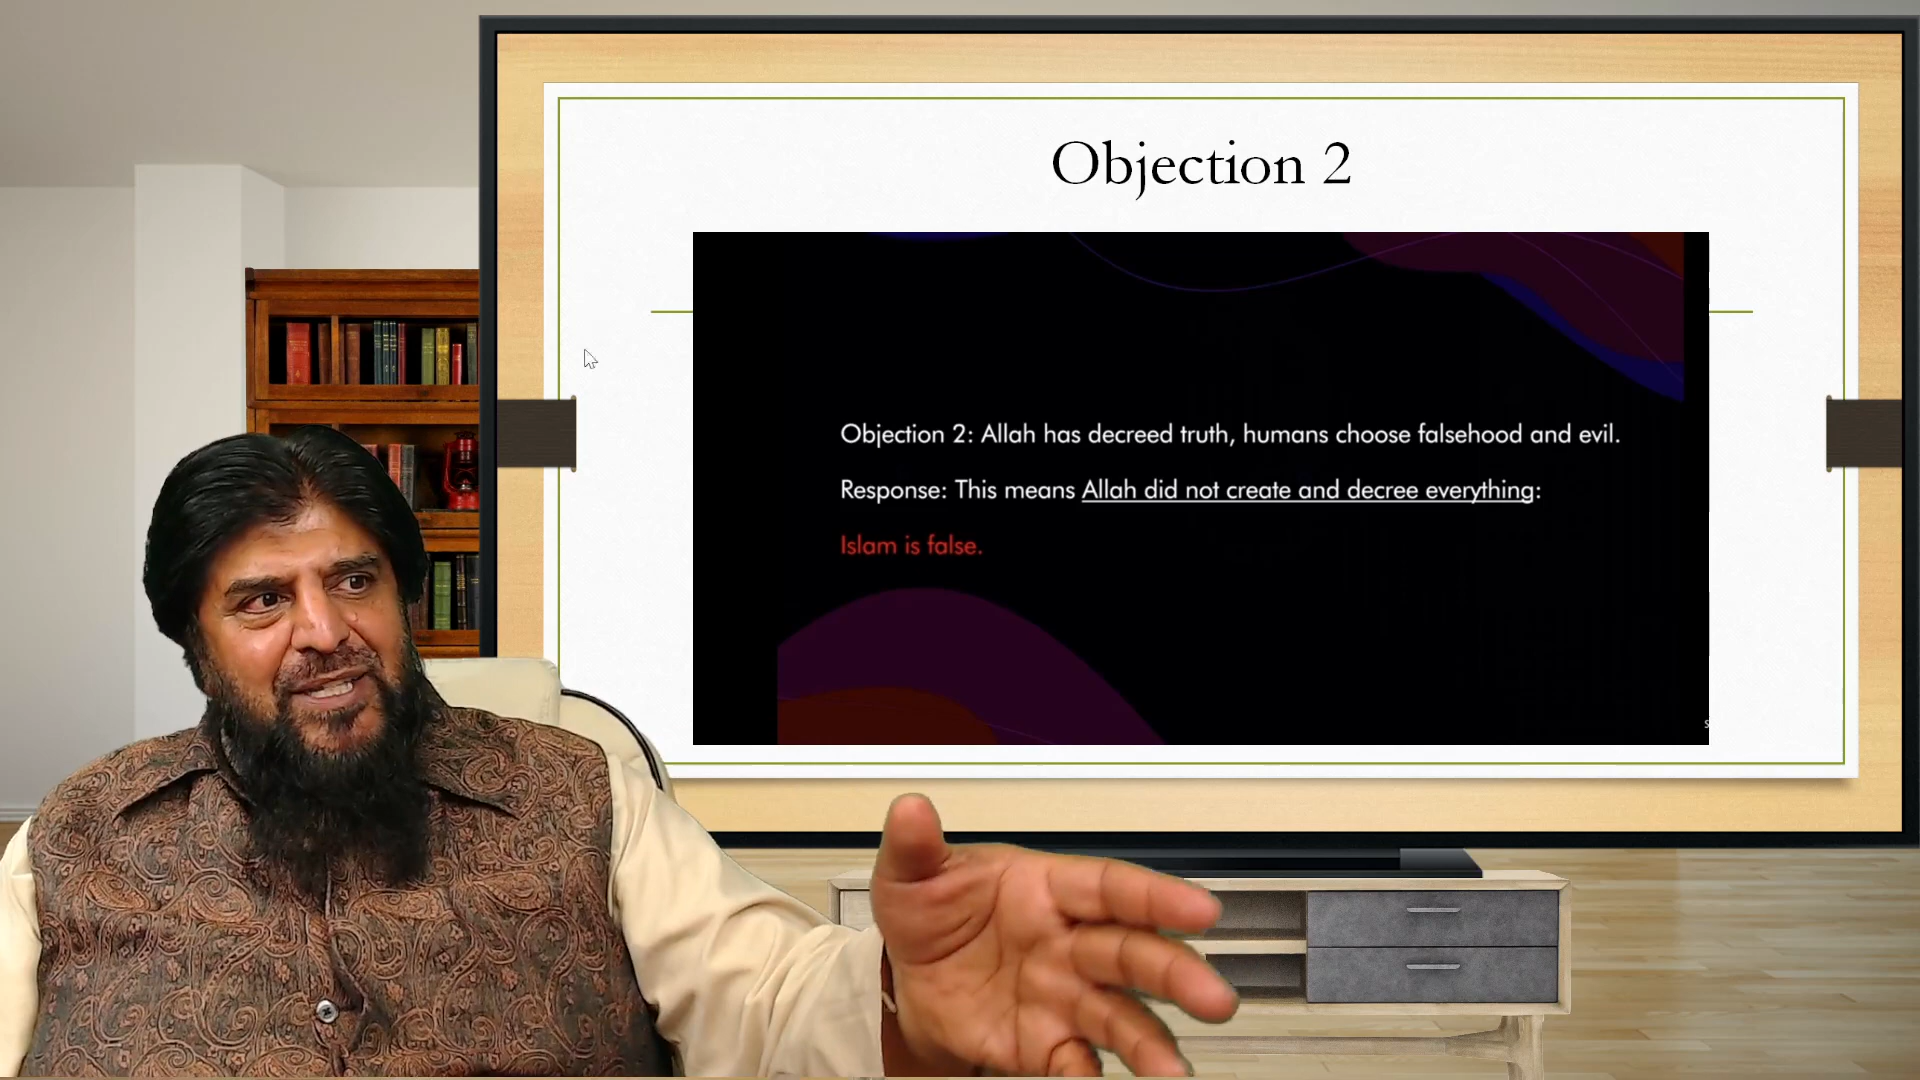 Objection 2
Objection 2: Allah has decreed truth, humans choose falsehood and evil.
Response: This means Allah did not create and decree everything:
Islam is false.